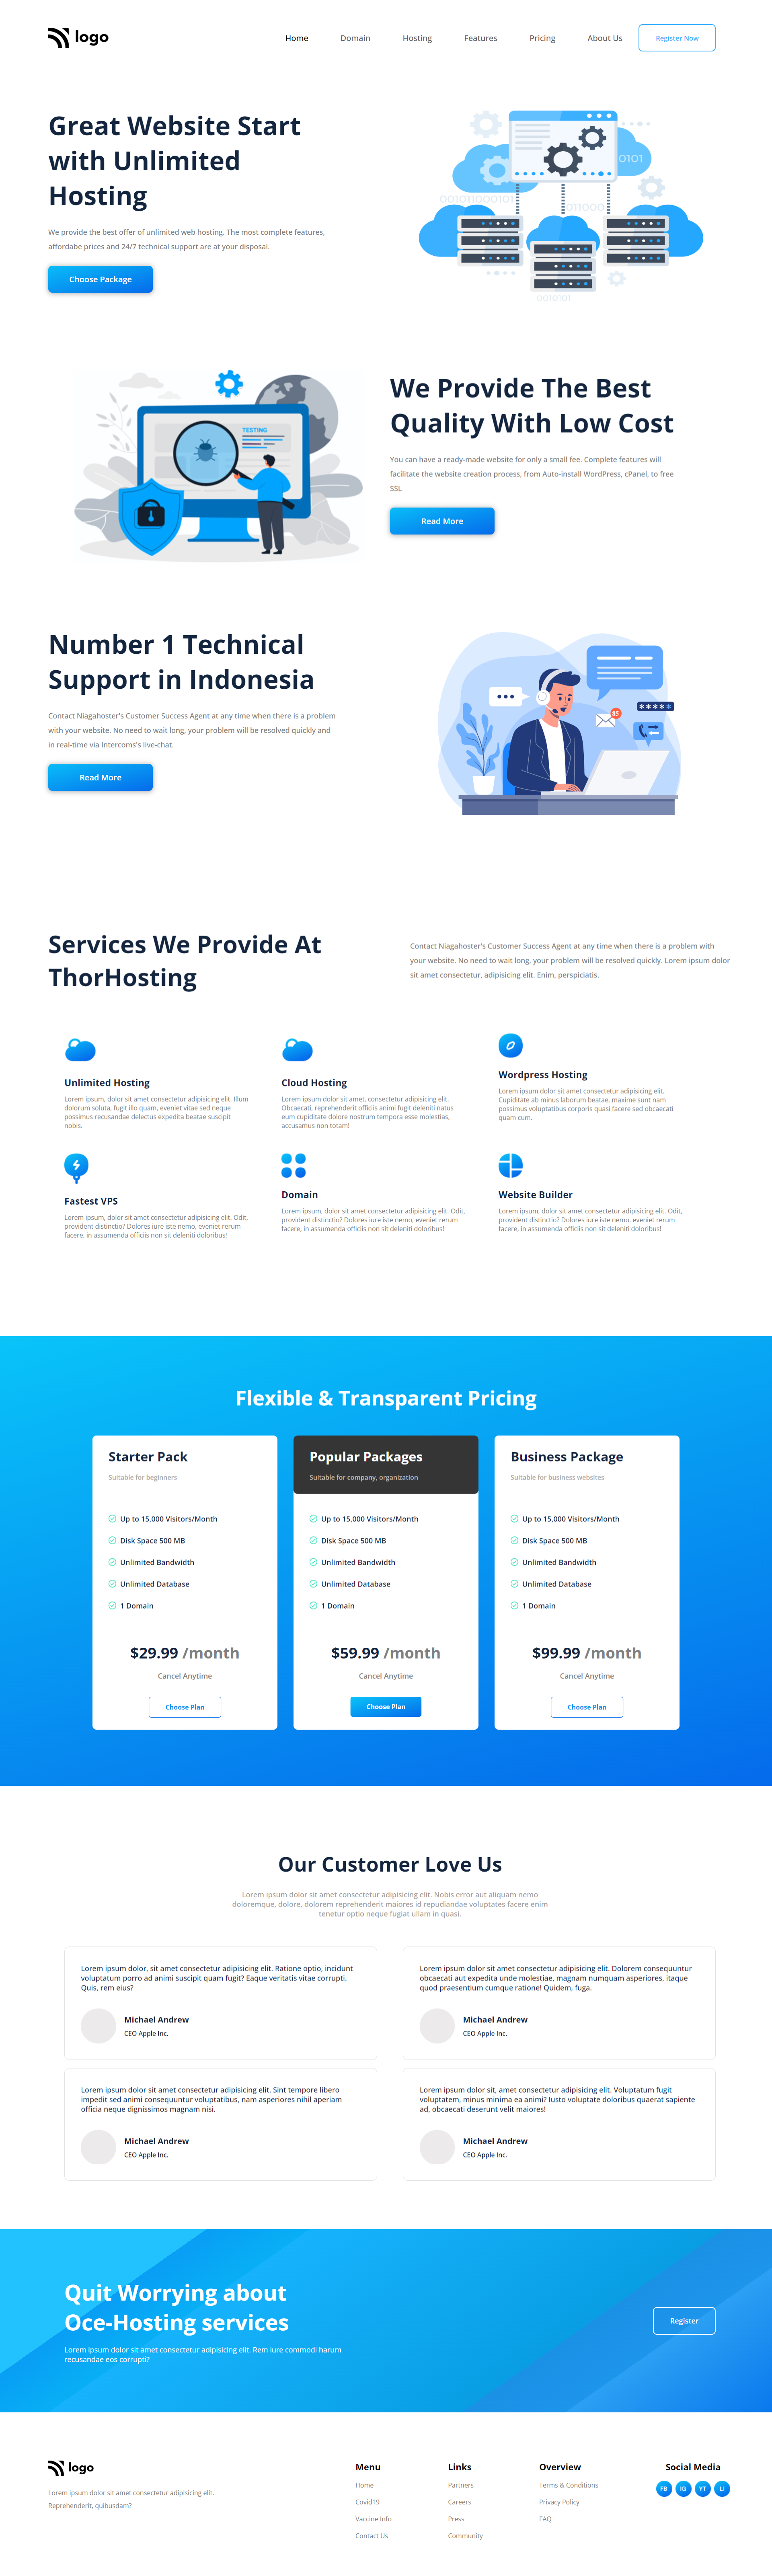 logo
Home
Domain
Hosting
Features
Pricing
About Us
Register Now
Great Website Start
with Unlimited
Hosting
We provide the best offer of unlimited web hosting. The most complete features,
affordabe prices and 24/7 technical support are at your disposal.
Choose Package
0101
001011000101
011000
0010101
TESTING
We Provide The Best
Quality With Low Cost
You can have a ready-made website for only a small fee. Complete features will
facilitate the website creation process, from Auto-install WordPress, cPanel, to free
SSL
Read More
Number 1 Technical
Support in Indonesia
Contact Niagahoster's Customer Success Agent at any time when there is a problem
with your website. No need to wait long, your problem will be resolved quickly and
in real-time via Intercoms's live-chat.
Read More
Services We Provide At
ThorHosting
Contact Niagahoster's Customer Success Agent at any time when there is a problem with
your website. No need to wait long, your problem will be resolved quickly. Lorem ipsum dolor
sit amet consectetur, adipisicing elit. Enim, perspiciatis.
Unlimited Hosting
Lorem ipsum, dolor sit amet consectetur adipisicing elit. Illum
dolorum soluta, fugit illo quam, eveniet vitae sed neque
possimus recusandae delectus expedita beatae suscipit
nobis.
Cloud Hosting
Lorem ipsum dolor sit amet, consectetur adipisicing elit.
Obcaecati, reprehenderit officiis animi fugit deleniti natus
eum cupiditate dolore nostrum tempora esse molestias,
accusamus non totam!
Wordpress Hosting
Lorem ipsum dolor sit amet consectetur adipisicing elit.
Cupiditate ab minus laborum beatae, maxime sunt nam
possimus voluptatibus corporis quasi facere sed obcaecati
quam cum.
Fastest VPS
Lorem ipsum, dolor sit amet consectetur adipisicing elit. Odit,
provident distinctio? Dolores iure iste nemo, eveniet rerum
facere, in assumenda officiis non sit deleniti doloribus!
Domain
Lorem ipsum, dolor sit amet consectetur adipisicing elit. Odit,
provident distinctio? Dolores iure iste nemo, eveniet rerum
facere, in assumenda officiis non sit deleniti doloribus!
Website Builder
Lorem ipsum, dolor sit amet consectetur adipisicing elit. Odit,
provident distinctio? Dolores iure iste nemo, eveniet rerum
facere, in assumenda officiis non sit deleniti doloribus!
Flexible & Transparent Pricing
Starter Pack
Suitable for beginners
Up to 15,000 Visitors/Month
Disk Space 500 MB
Unlimited Bandwidth
Unlimited Database
1 Domain
$29.99 /month
Cancel Anytime
Choose Plan
Popular Packages
Suitable for company, organization
Up to 15,000 Visitors/Month
Disk Space 500 MB
Unlimited Bandwidth
Unlimited Database
1 Domain
$59.99 /month
Cancel Anytime
Choose Plan
Business Package
Suitable for business websites
Up to 15,000 Visitors/Month
Disk Space 500 MB
Unlimited Bandwidth
Unlimited Database
1 Domain
$99.99 /month
Cancel Anytime
Choose Plan
Our Customer Love Us
Lorem ipsum dolor sit amet consectetur adipisicing elit. Nobis error aut aliquam nemo
doloremque, dolore, dolorem reprehenderit maiores id repudiandae voluptates facere enim
tenetur optio neque fugiat ullam in quasi.
Lorem ipsum dolor, sit amet consectetur adipisicing elit. Ratione optio, incidunt
voluptatum porro ad animi suscipit quam fugit? Eaque veritatis vitae corrupti.
Quis, rem eius?
Michael Andrew
CEO Apple Inc.
Lorem ipsum dolor sit amet consectetur adipisicing elit. Dolorem consequuntur
obcaecati aut expedita unde molestiae, magnam numquam asperiores, itaque
quod praesentium cumque ratione! Quidem, fuga.
Michael Andrew
CEO Apple Inc.
Lorem ipsum dolor sit amet consectetur adipisicing elit. Sint tempore libero
impedit sed animi consequuntur voluptatibus, nam asperiores nihil aperiam
officia neque dignissimos magnam nisi.
Michael Andrew
CEO Apple Inc.
Lorem ipsum dolor sit, amet consectetur adipisicing elit. Voluptatum fugit
voluptatem, minus minima ea animi? Iusto voluptate doloribus quaerat sapiente
ad, obcaecati deserunt velit maiores!
Michael Andrew
CEO Apple Inc.
Quit Worrying about
Oce-Hosting services
Lorem ipsum dolor sit amet consectetur adipisicing elit. Rem iure commodi harum
recusandae eos corrupti?
Register
logo
Lorem ipsum dolor sit amet consectetur adipisicing elit.
Reprehenderit, quibusdam?
Menu
Home
Covid19
Vaccine Info
Contact Us
Links
Partners
Careers
Press
Community
Overview
Terms & Conditions
Privacy Policy
FAQ
Social Media
FB
IG
YT
LI